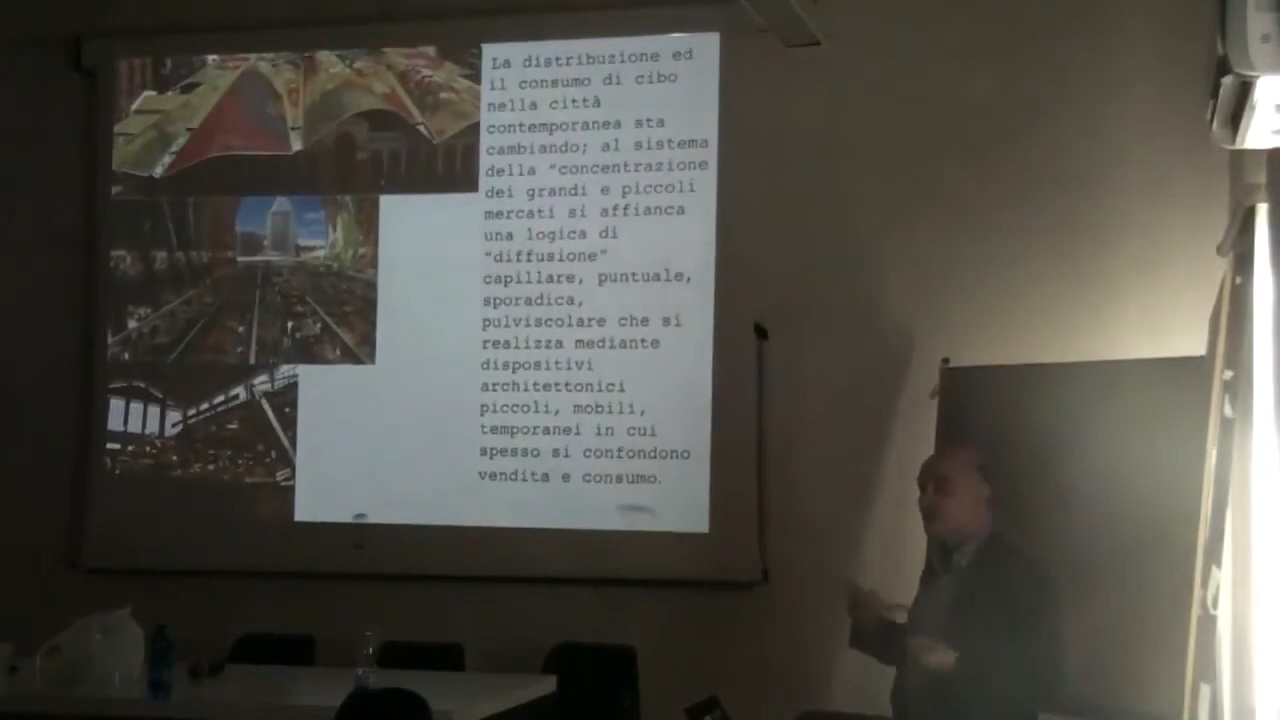 La distribuzione ed
il consumo di cibo
nella città
contemporanea sta
cambiando; al sistema
della “concentrazione
dei grandi e piccoli
mercati si affianca
una logica di
“diffusione”
capillare, puntuale,
sporadica,
pulviscolare che si
realizza mediante
dispositivi
architettonici
piccoli, mobili,
temporanei in cui
spesso si confondono
vendita e consumo.